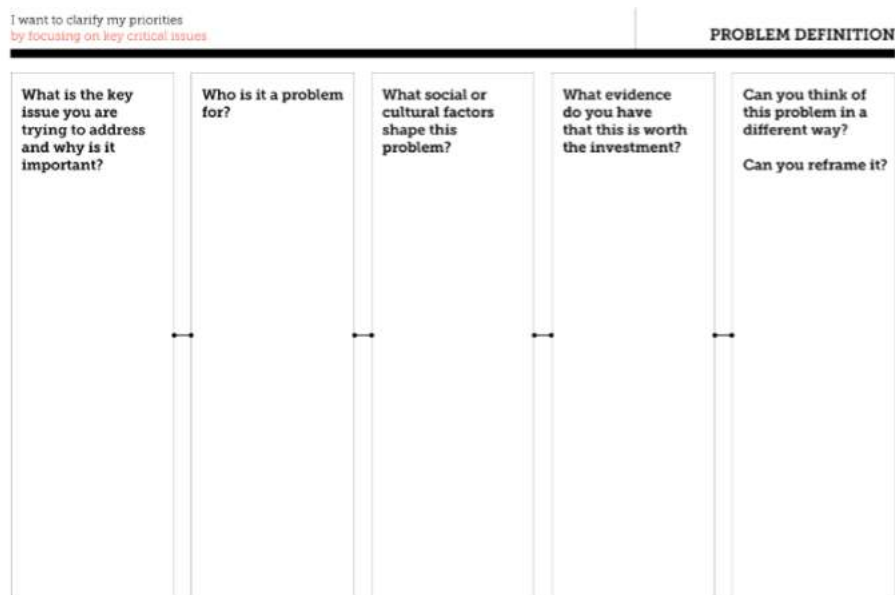 I want to clarify my priorities
by focusing on key critical issues
PROBLEM DEFINITION
What is the key
issue you are
trying to address
and why is it
important?
Who is it a problem
for?
What social or
cultural factors
shape this
problem?
What evidence
do you have
that this is worth
the investment?
Can you think of
this problem in a
different way?
Can you reframe it?